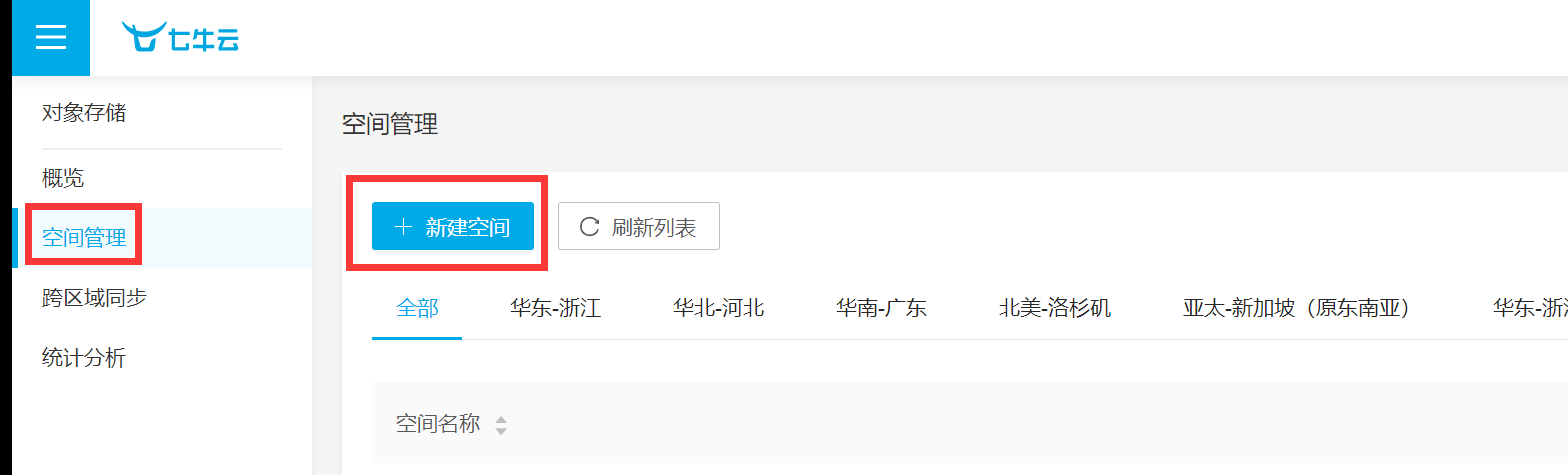 七牛云
对象存储
概览
空间管理
跨区域同步
统计分析
空间管理
新建空间 刷新列表
全部 华东-浙江 华北-河北 华南-广东 北美-洛杉矶 亚太-新加坡（原东南亚） 华东-浙
空间名称